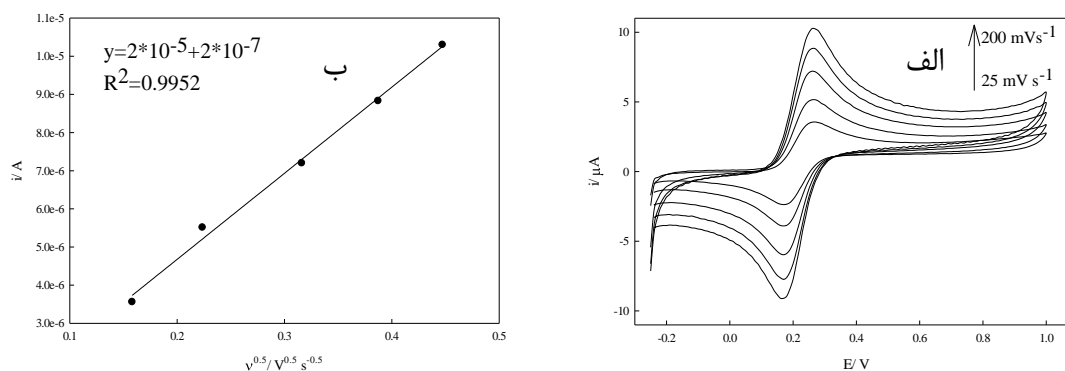 1.1e-5
1.0e-5
9.0e-6
8.0e-6
7.0e-6
6.0e-6
5.0e-6
4.0e-6
3.0e-6
i/ A
y=2*10-5+2*10-7
R2=0.9952
ب
0.1 0.2 0.3 0.4 0.5
ν0.5/ V0.5 s-0.5
10
5
0
-5
-10
i/ μA
الف
200 mVs-1
25 mV s-1
-0.2 0.0 0.2 0.4 0.6 0.8 1.0
E/ V